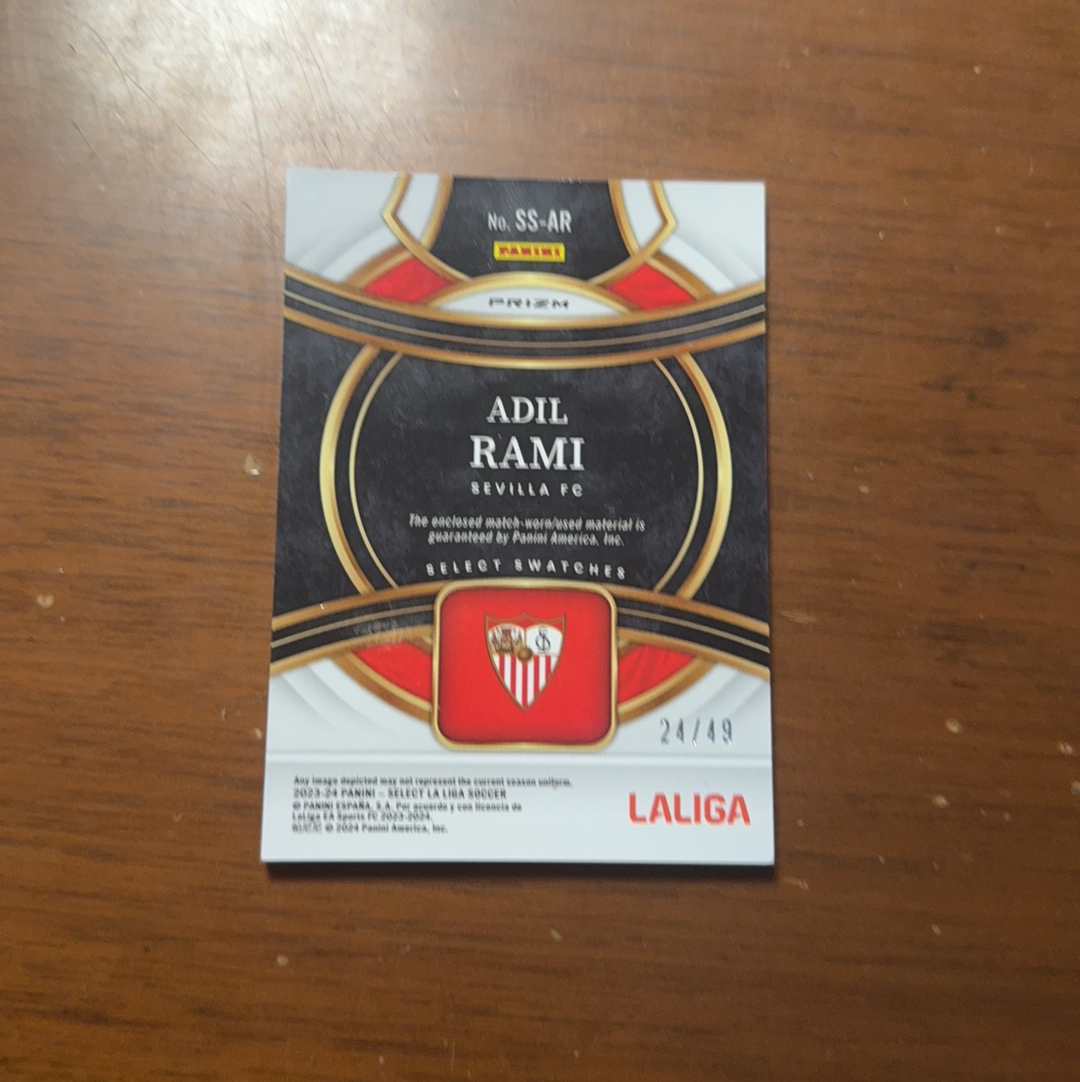 No. SS-AR
PANINI
PRIZM
ADIL
RAMI
SEVILLA FC
The enclosed match-worn/used material is
guaranteed by Panini America, Inc.
SELECT SWATCHES
24/49
Any image depicted may not represent the current season uniform.
2023-24 PANINI – SELECT LA LIGA SOCCER
© PANINI ESPAÑA, S.A. Por acuerdo y con licencia de
LaLiga EA Sports FC 2023-2024.
© 2024 Panini America, Inc.
LALIGA